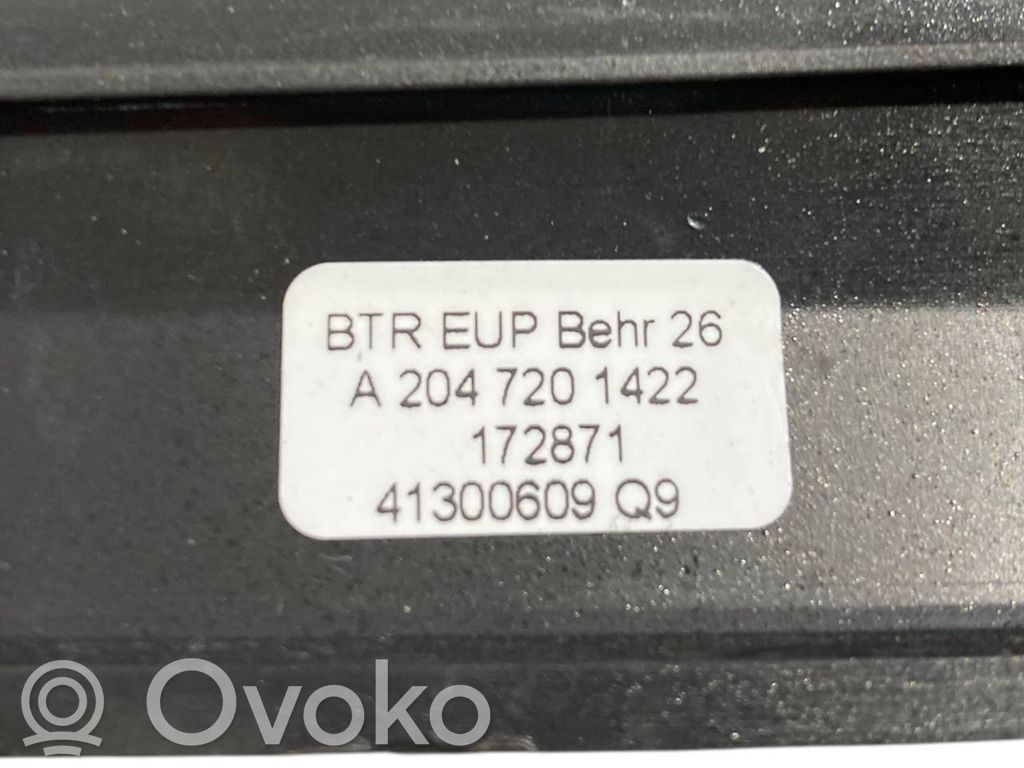 BTR EUP Behr 26
A 204 720 1422
172871
41300609 Q9
Ovoko